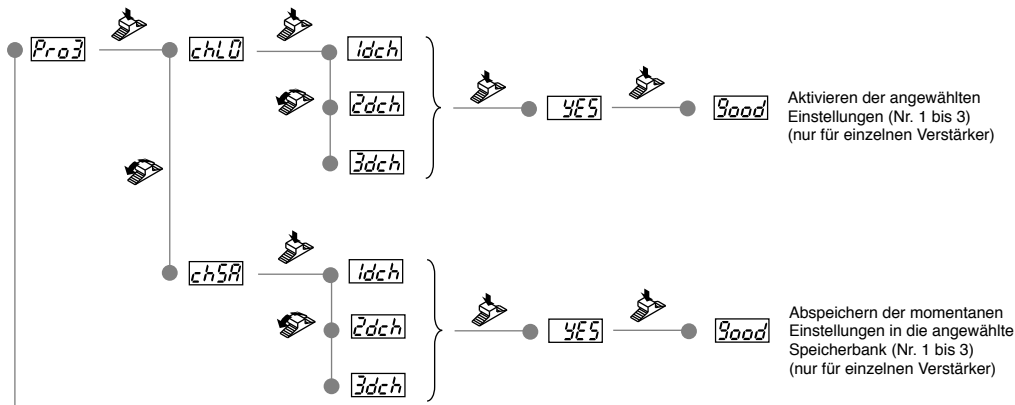 Pro3
chLO
1dch
2dch
3dch
YES
good
Aktivieren der angewählten
Einstellungen (Nr. 1 bis 3)
(nur für einzelnen Verstärker)
chSA
1dch
2dch
3dch
YES
good
Abspeichern der momentanen
Einstellungen in die angewählte
Speicherbank (Nr. 1 bis 3)
(nur für einzelnen Verstärker)